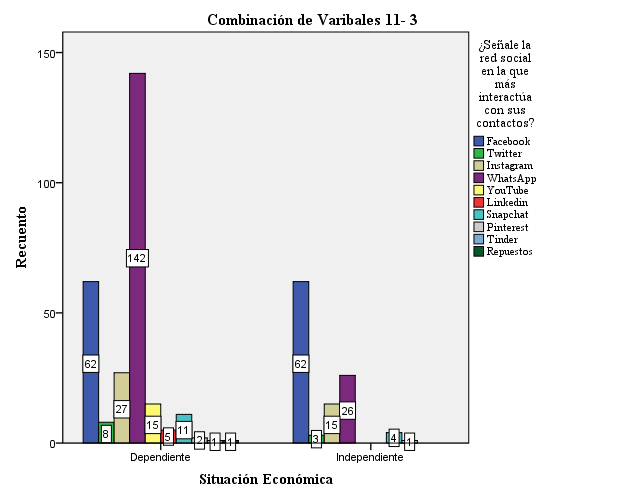 Combinación de Varibales 11- 3
¿Señale la
red social
en la que
más
interactúa
con sus
contactos?
Facebook
Twitter
Instagram
WhatsApp
YouTube
Linkedin
Snapchat
Pinterest
Tinder
Repuestos
Recuento
150
100
50
0
62
8
27
142
15
5
11
2
1
1
62
3
15
26
4
1
Dependiente
Independiente
Situación Económica